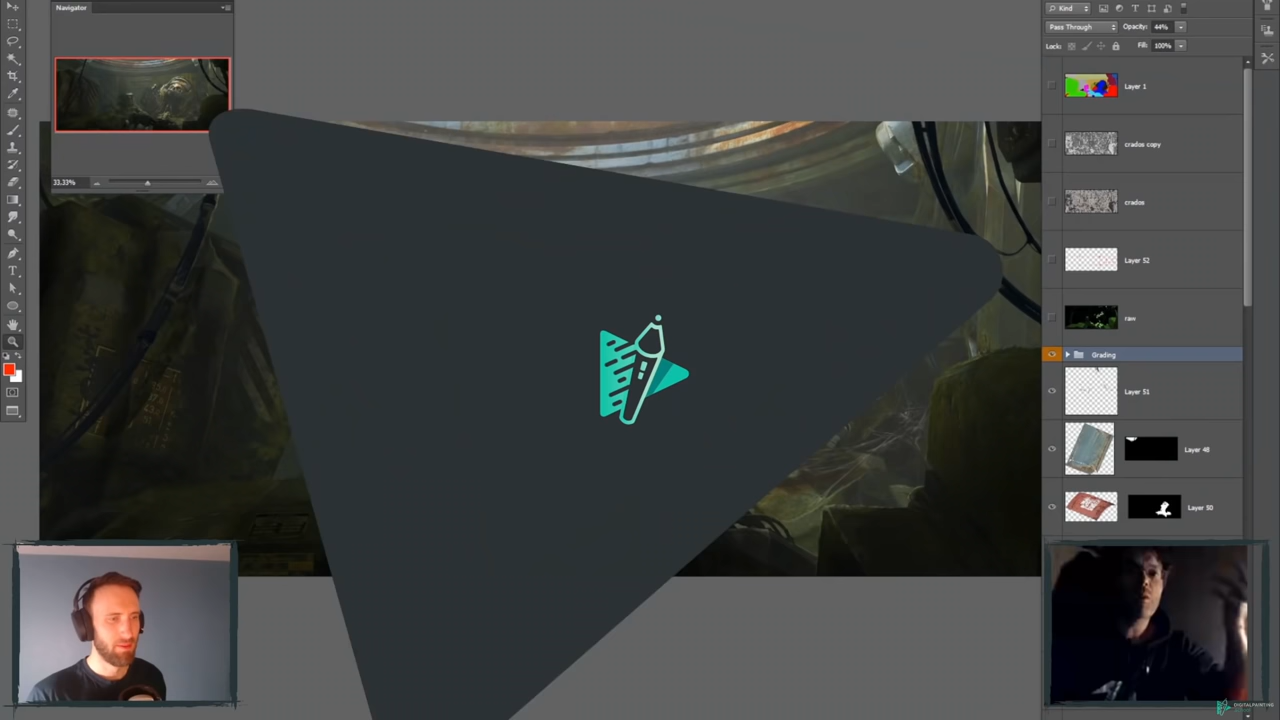 Navigator
33.33%
Kind
Pass Through
Opacity: 44%
Lock:
Fill: 100%
Layer 1
crados copy
crados
Layer 52
raw
Grading
Layer 51
Layer 48
Layer 50
DIGITALPAINTING